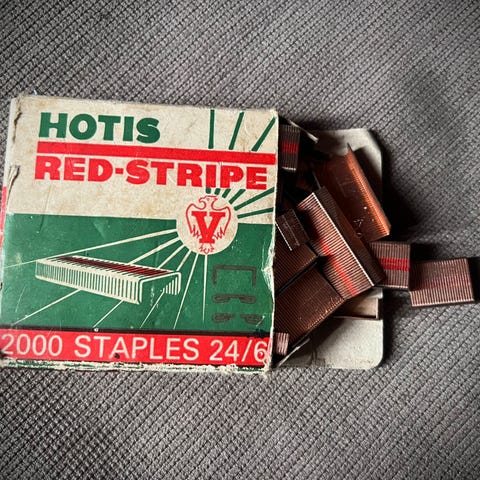 HOTIS
RED-STRIPE
V
2000 STAPLES 24/6